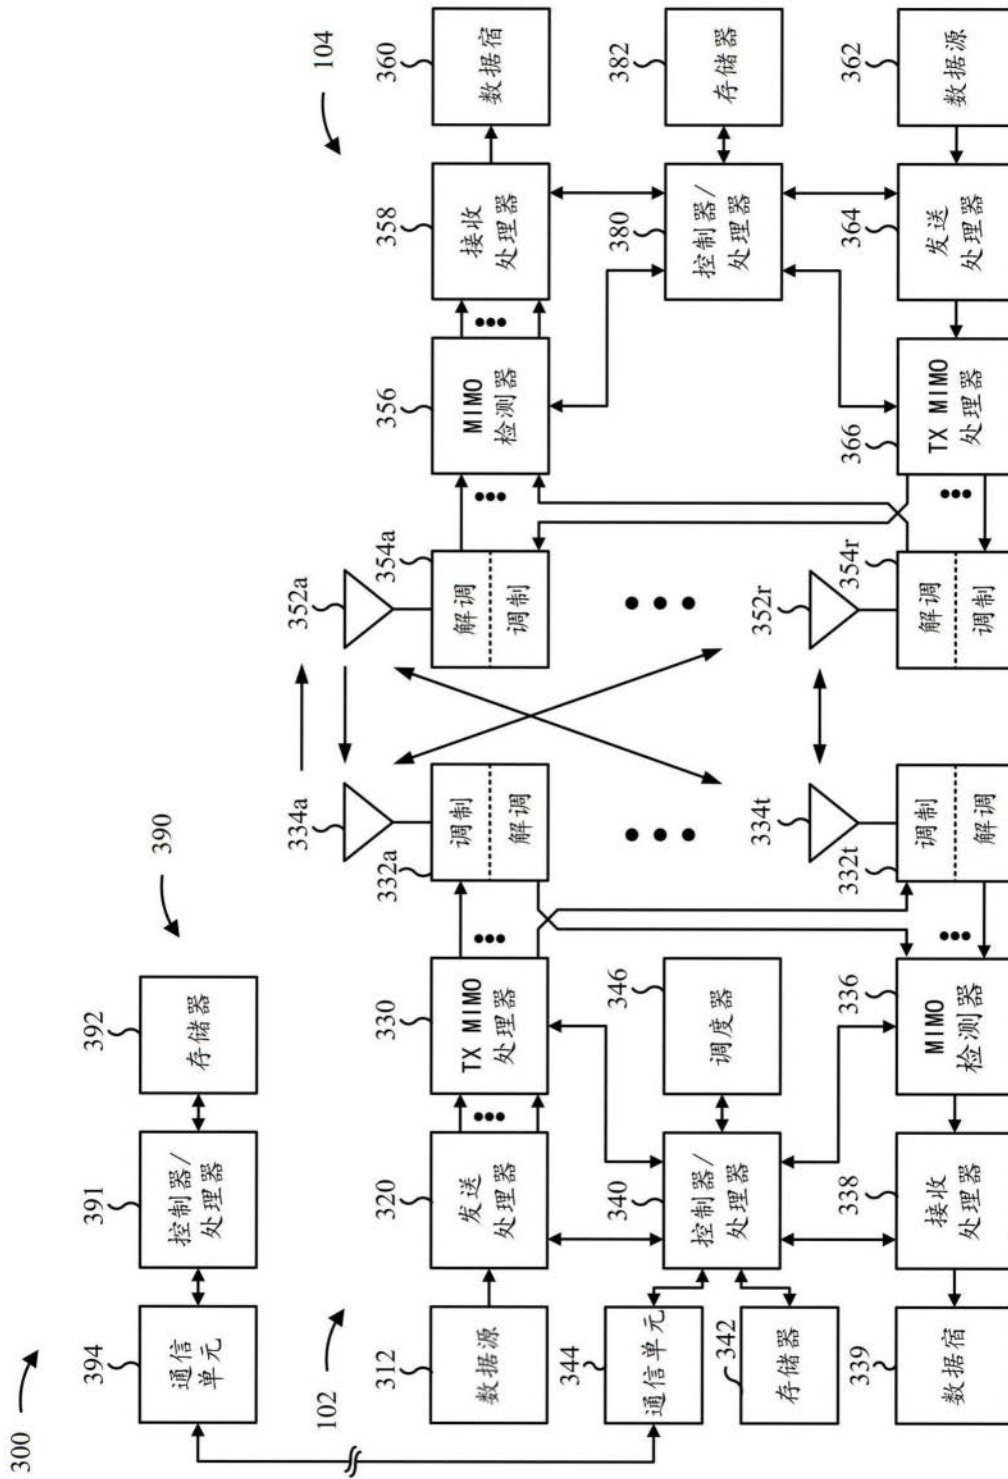 300
394
通信
单元
391
控制器/
处理器
392
存储器
390
102
312
数据源
320
发送
处理器
330
TX MIMO
处理器
332a
调制
解调
334a
352a
354a
解调
调制
356
MIMO
检测器
358
接收
处理器
360
数据宿
104
344
通信单元
342
存储器
340
控制器/
处理器
346
调度器
380
控制器/
处理器
382
存储器
339
数据宿
338
接收
处理器
336
MIMO
检测器
332t
调制
解调
334t
352r
354r
解调
调制
366
TX MIMO
处理器
364
发送
处理器
362
数据源